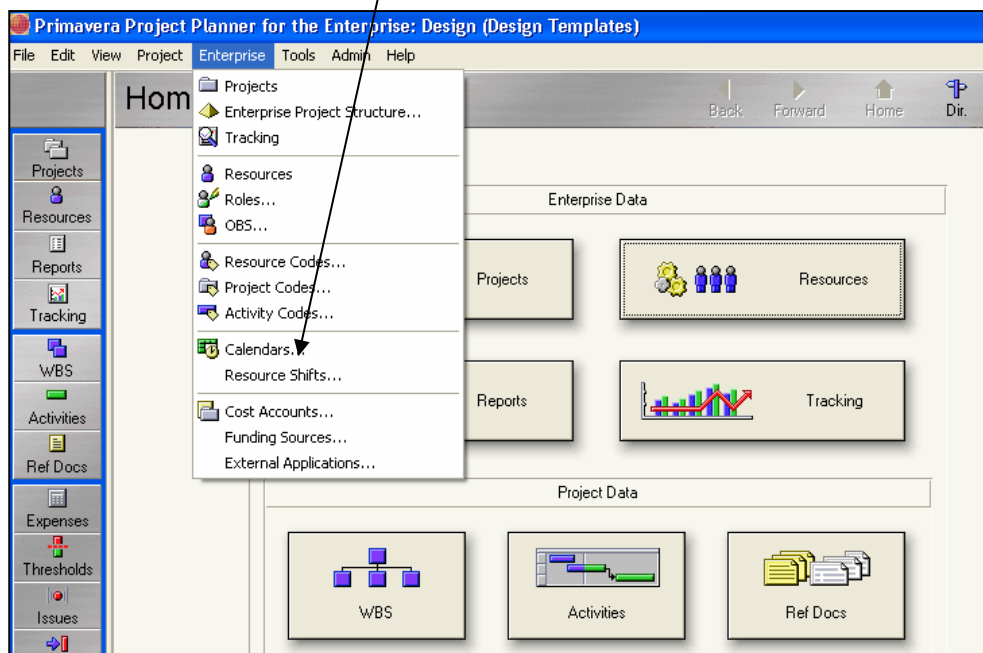 Primavera Project Planner for the Enterprise: Design (Design Templates)
File Edit View Project Enterprise Tools Admin Help
Hom
Back Forward Home Dir.
Projects
Resources
Reports
Tracking
WBS
Activities
Ref Docs
Expenses
Thresholds
Issues
Projects
Enterprise Project Structure...
Tracking
Resources
Roles...
OBS...
Resource Codes...
Project Codes...
Activity Codes...
Calendars...
Resource Shifts...
Cost Accounts...
Funding Sources...
External Applications...
Enterprise Data
Projects
Resources
Reports
Tracking
Project Data
WBS
Activities
Ref Docs